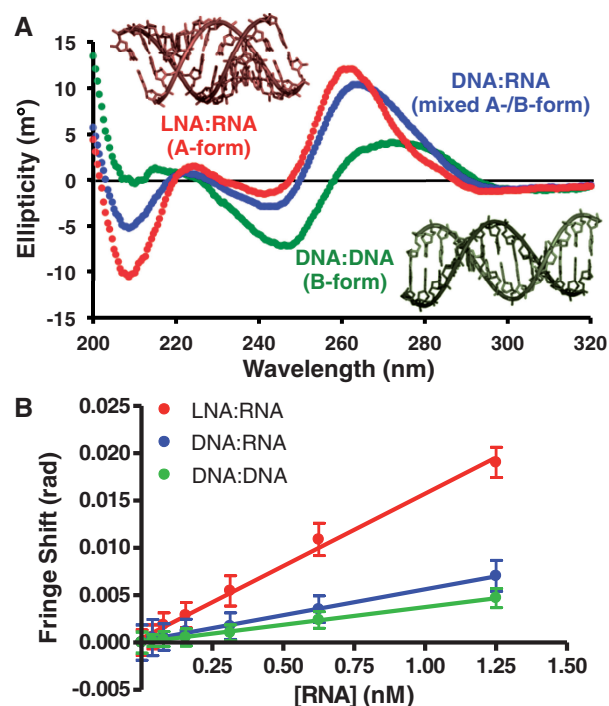 A
15
10
5
0
-5
-10
-15
Ellipticity (m°)
LNA:RNA
(A-form)
DNA:RNA
(mixed A-/B-form)
DNA:DNA
(B-form)
200 220 240 260 280 300 320
Wavelength (nm)
B
0.025
0.020
0.015
0.010
0.005
0.000
-0.005
Fringe Shift (rad)
LNA:RNA
DNA:RNA
DNA:DNA
0.25 0.50 0.75 1.00 1.25 1.50
[RNA] (nM)